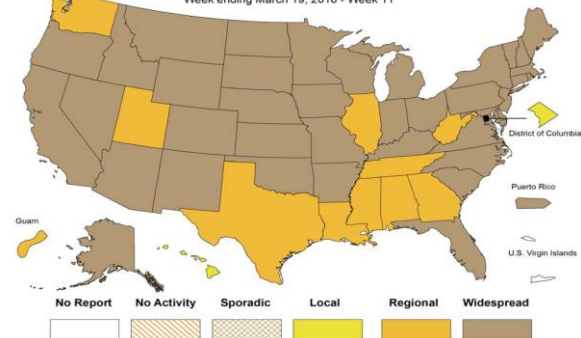 Week ending March 19, 2016 - Week 11
District of Columbia
Puerto Rico
Guam
U.S. Virgin Islands
No Report No Activity Sporadic Local Regional Widespread